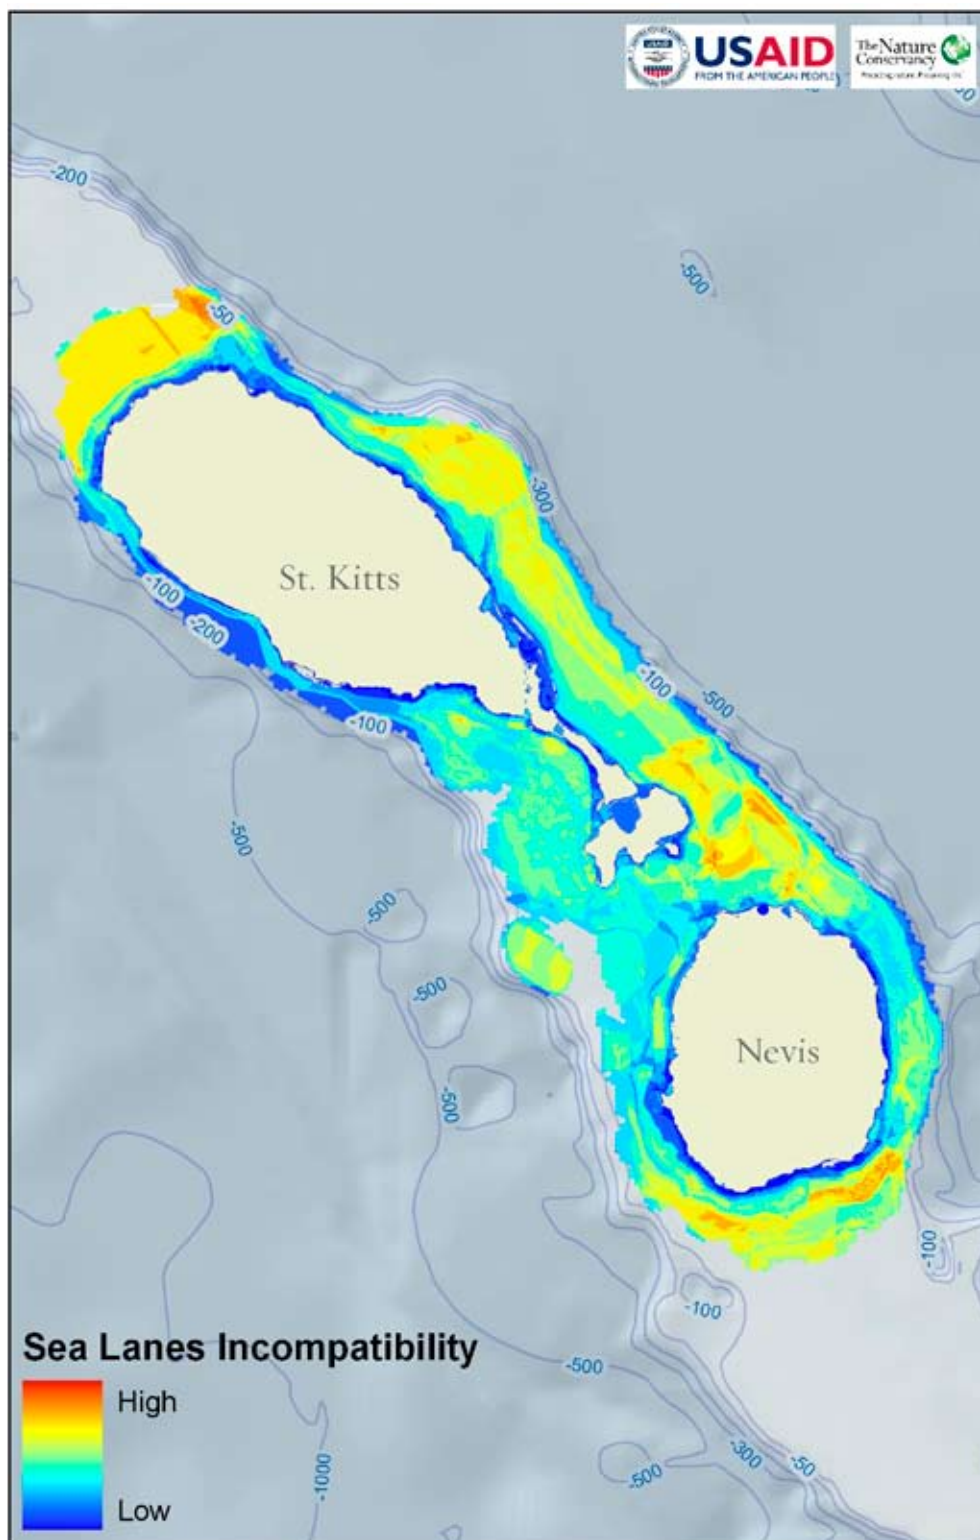 USAID
FROM THE AMERICAN PEOPLE
The Nature
Conservancy
-200
-500
-50
-300
St. Kitts
-100
-200
-100
-500
-100
-500
-500
-500
Nevis
-500
-100
-100
Sea Lanes Incompatibility
High
Low
-500
-300
-50
-500
-1000